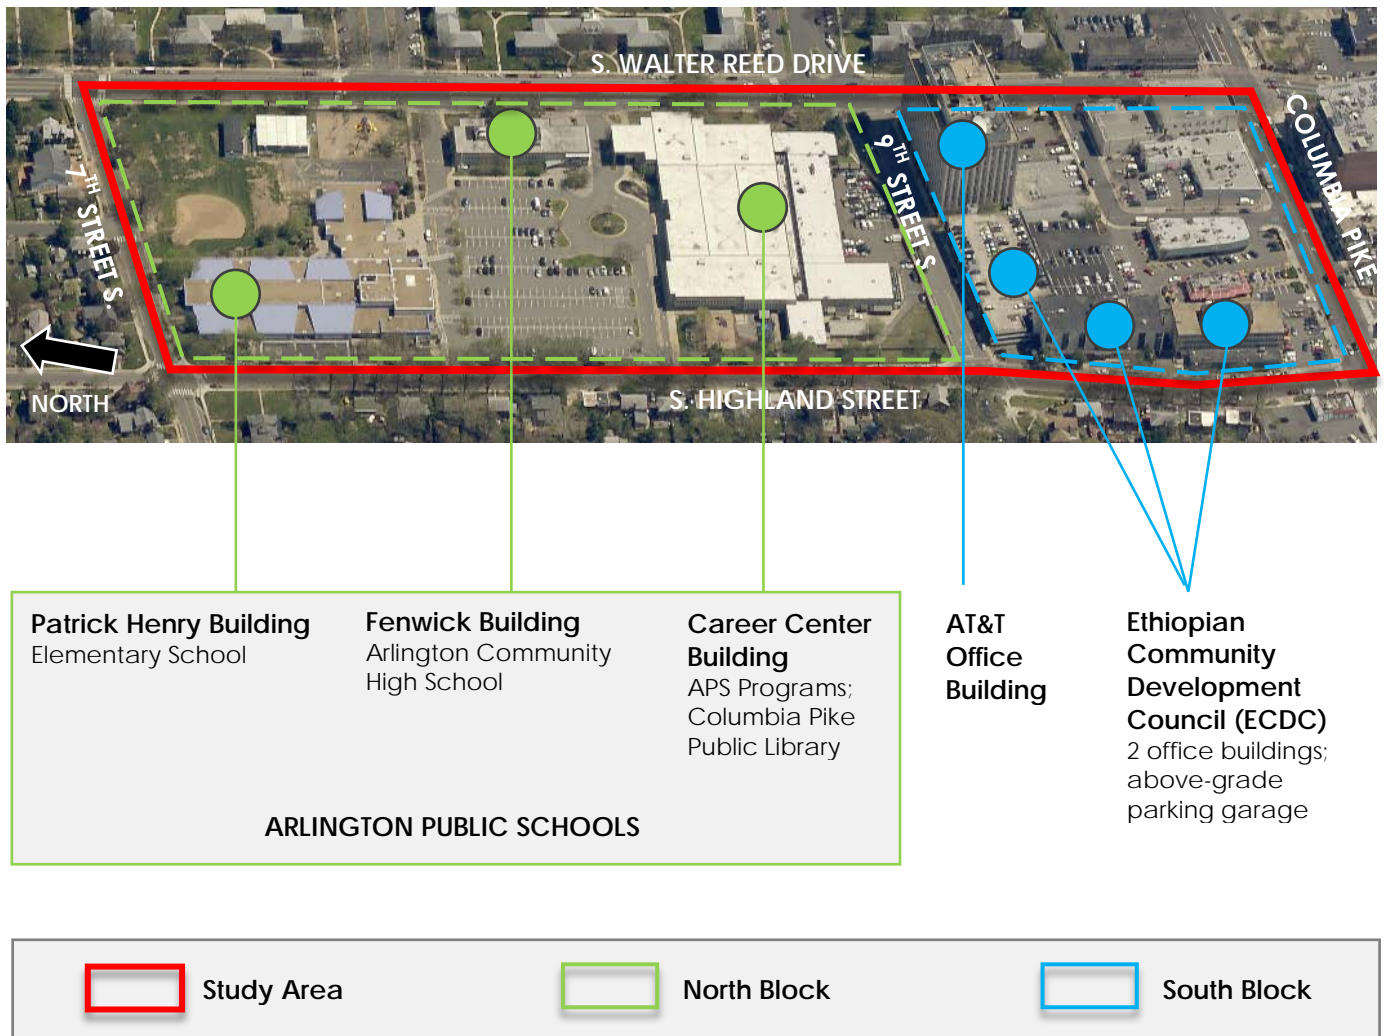 S. WALTER REED DRIVE
COLUMBIA PIKE
7TH STREET S.
9TH STREET S
NORTH
S. HIGHLAND STREET
Patrick Henry Building
Elementary School
Fenwick Building
Arlington Community
High School
Career Center
Building
APS Programs;
Columbia Pike
Public Library
ARLINGTON PUBLIC SCHOOLS
AT&T
Office
Building
Ethiopian
Community
Development
Council (ECDC)
2 office buildings;
above-grade
parking garage
Study Area
North Block
South Block